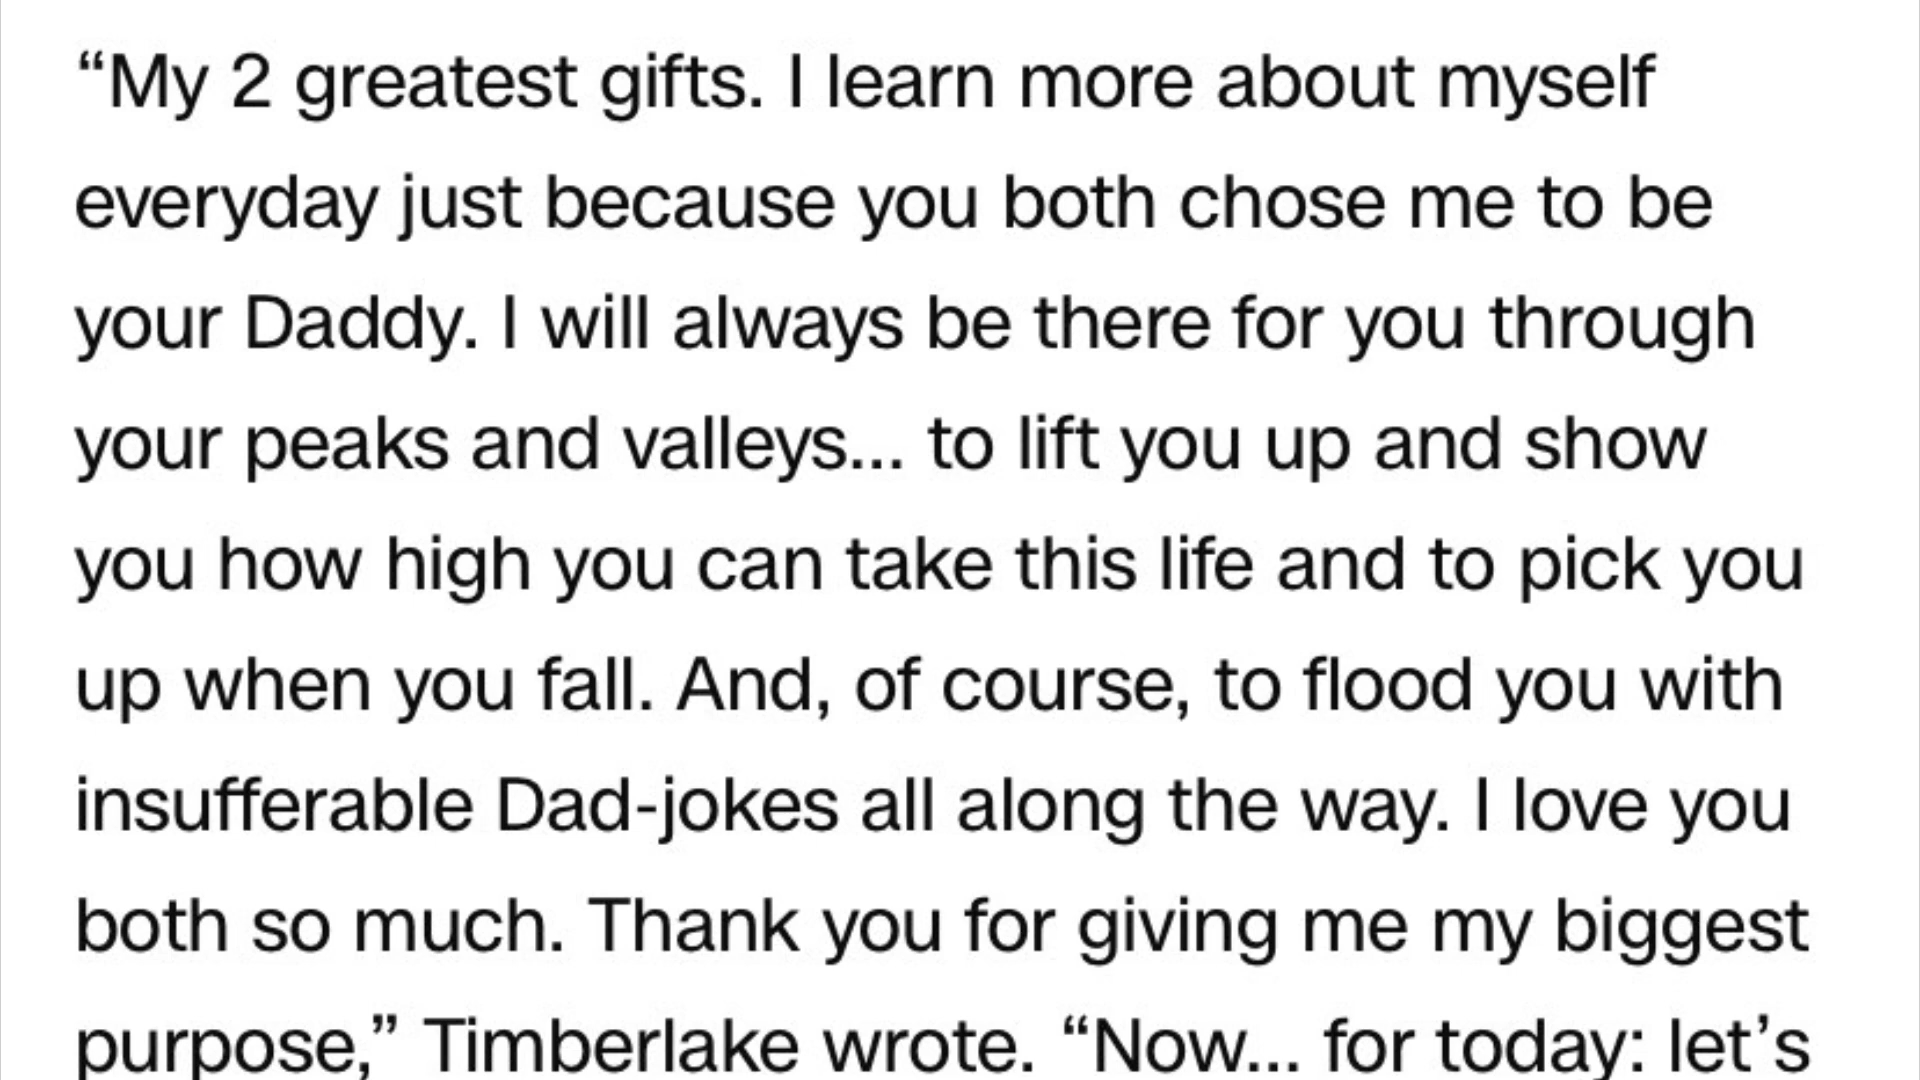 “My 2 greatest gifts. I learn more about myself
everyday just because you both chose me to be
your Daddy. I will always be there for you through
your peaks and valleys... to lift you up and show
you how high you can take this life and to pick you
up when you fall. And, of course, to flood you with
insufferable Dad-jokes all along the way. I love you
both so much. Thank you for giving me my biggest
purpose,” Timberlake wrote. “Now... for today: let’s